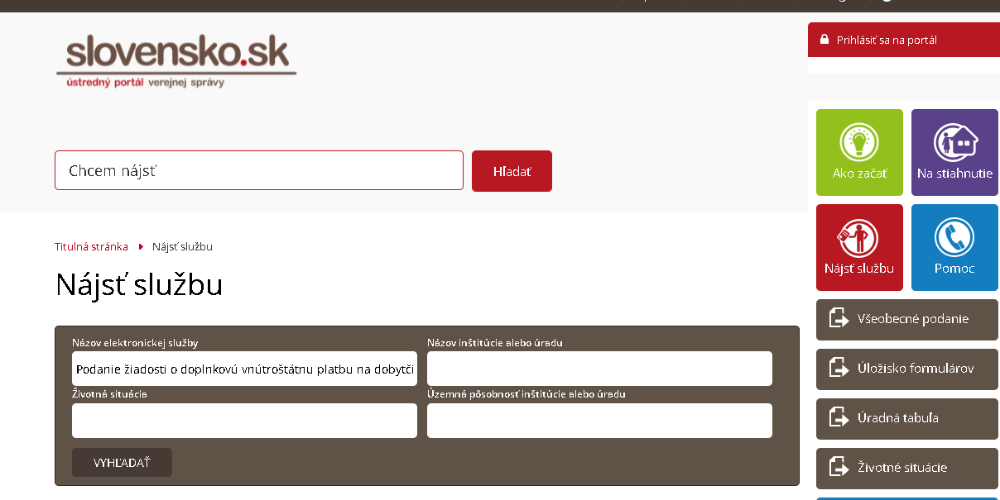 slovensko.sk
ústredný portál verejnej správy
Prihlásiť sa na portál
Chcem nájsť
Hľadať
Ako začať
Na stiahnutie
Nájsť službu
Pomoc
Titulná stránka
Nájsť službu
Nájsť službu
Názov elektronickej služby
Názov inštitúcie alebo úradu
Podanie žiadosti o doplnkovú vnútroštátnu platbu na dobytči
Životná situácia
Územná pôsobnosť inštitúcie alebo úradu
VYHĽADAŤ
Všeobecné podanie
Úložisko formulárov
Úradná tabuľa
Životné situácie